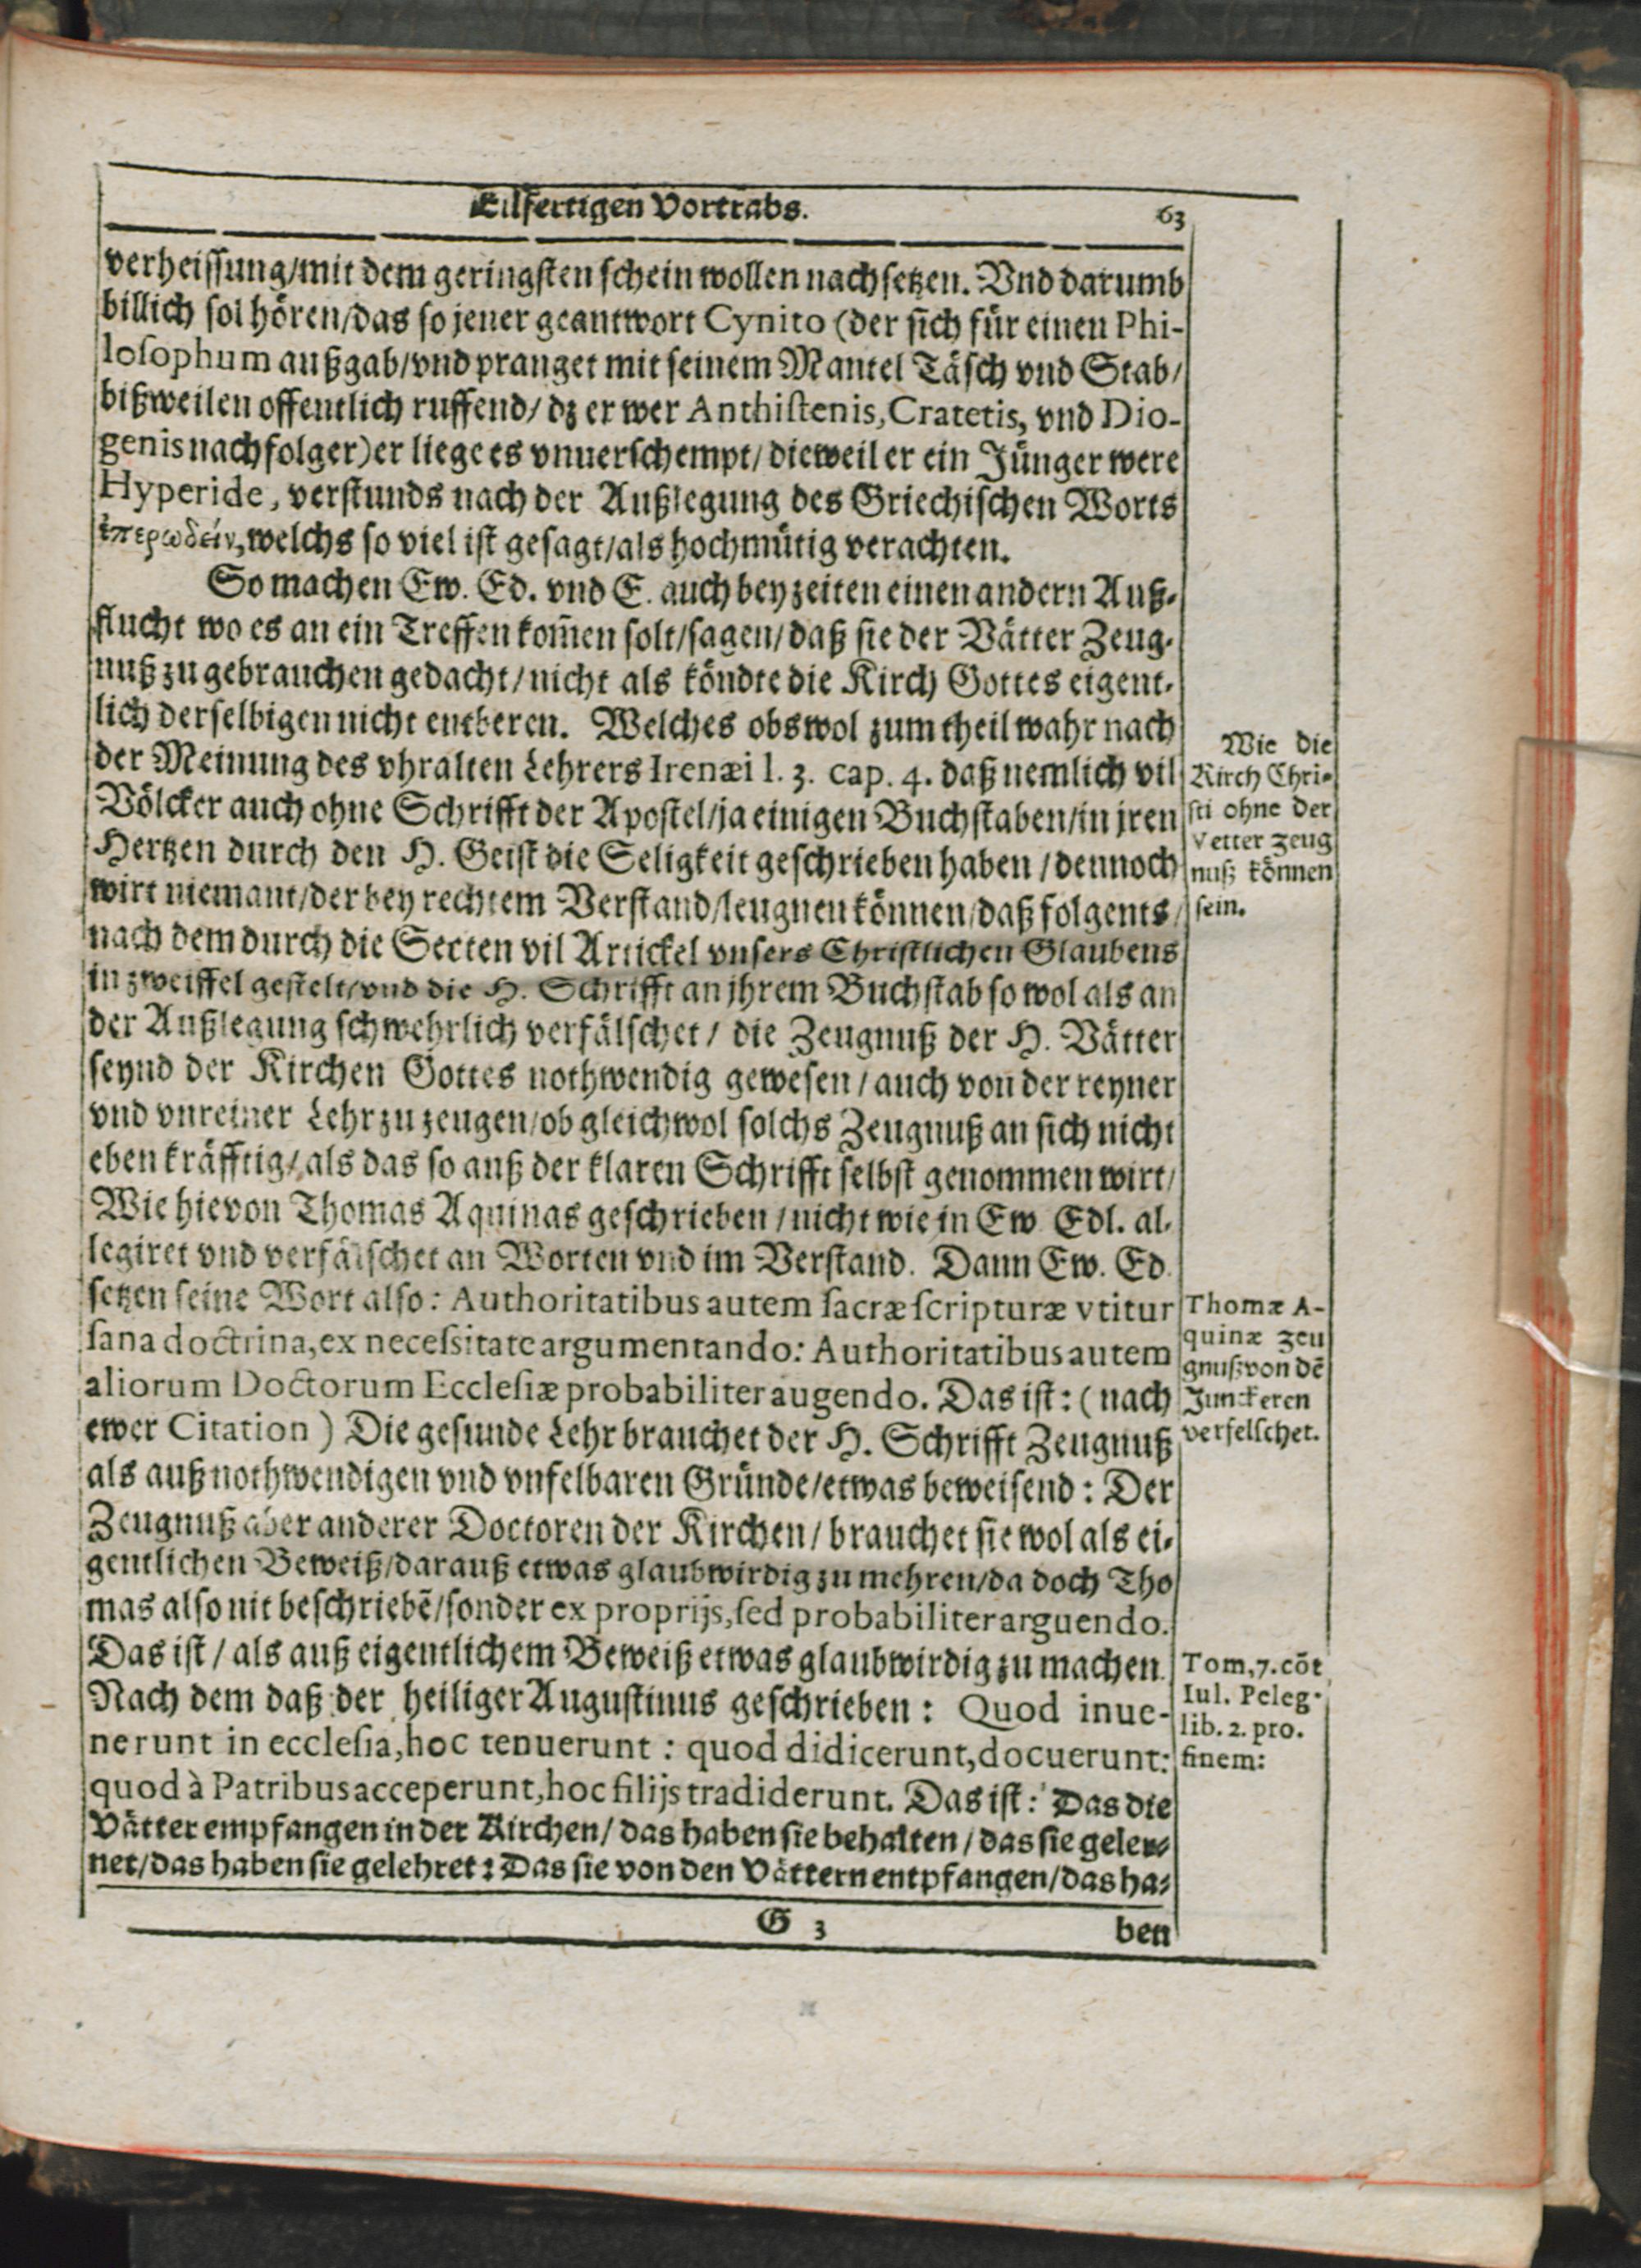 Eilfertigen Vortrabs. 63
verheissung/mit dem geringsten schein wollen nach setzen. Vnd darumb
billich sol hören/das so jener geantwort Cynito (der sich für einen Phi-
losophum außgab/vnd pranget mit seinem Mantel Täsch vnd Stab/
bißweilen offentlich ruffend/ dz er wer Anthistenis, Cratetis, vnd Dio-
genis nachfolger) er liege es vnuerschempt/ dieweil er ein Jünger were
Hyperide, verstunds nach der Außlegung des Griechischen Worts
welchs so viel ist gesagt/als hochmütig verachten.
So machen Ew. Ed. vnd E. auch bey zeiten einen andern Auß-
flucht wo es an ein Treffen kom̃en solt/sagen/daß sie der Vätter Zeug-
nuß zu gebrauchen gedacht/nicht als köndte die Kirch Gottes eigent-
lich derselbigen nicht entberen. Welches obs wol zum theil wahr nach
der Meinung des vhralten Lehrers Irenæi l. 3. cap. 4. daß nemlich vil
Völcker auch ohne Schrifft der Apostel/ja einigen Buchstaben/in jren
Hertzen durch den H. Geist die Seligkeit geschrieben haben/dennoch
wirt niemant/der bey rechtem Verstand/leugnen können/daß folgents/
nach dem durch die Secten vil Artickel vnsers Christlichen Glaubens
in zweiffel gestelt/vnd die H. Schrifft an jhrem Buchstab so wol als an
der Außlegung schwehrlich verfälschet/ die Zeugnuß der H. Vätter
seynd der Kirchen Gottes nothwendig gewesen/auch von der reyner
vnd vnreiner Lehr zu zeugen/ob gleichwol solchs Zeugnuß an sich nicht
eben kräfftig/als das so auß der klaren Schrifft selbst genommen wirt/
Wie hievon Thomas Aquinas geschrieben/nicht wie in Ew Edl. al-
legiret vnd verfälschet an Worten vnd im Verstand. Dann Ew. Ed.
setzen seine Wort also: Authoritatibus autem sacræ scripturæ vtitur
sana doctrina, ex necessitate argumentando: Authoritatibus autem
aliorum Doctorum Ecclesiæ probabiliter augendo. Das ist: (nach
ewer Citation) Die gesunde Lehr brauchet der H. Schrifft Zeugnuß
als auß nothwendigen vnd vnfelbaren Gründe/etwas beweisend: Der
Zeugnuß aber anderer Doctoren der Kirchen/ brauchet sie wol als ei-
gentlichen Beweiß/darauß etwas glaubwirdig zu mehren/da doch Tho
mas also nit beschriebẽ/sonder ex proprijs, sed probabiliter arguendo.
Das ist/ als auß eigentlichem Beweiß etwas glaubwirdig zu machen.
Nach dem daß der heiliger Augustinus geschrieben: Quod inue-
nerunt in ecclesia, hoc tenuerunt: quod didicerunt, docuerunt:
quod à Patribus acceperunt, hoc filijs tradiderunt. Das ist: Das die
Vätter empfangen in der Kirchen/ das haben sie behalten/ das sie geler-
net/das haben sie gelehret: Das sie von den Vättern entpfangen/das ha-
G 3 ben
Wie die
Kirch Chri-
sti ohne der
Vetter zeug
nuß können
sein.
Thomæ A-
quinæ zeu
gnuß von dẽ
Junckeren
verfelschet.
Tom, 7. cõt
Iul. Peleg.
lib. 2. pro.
finem: